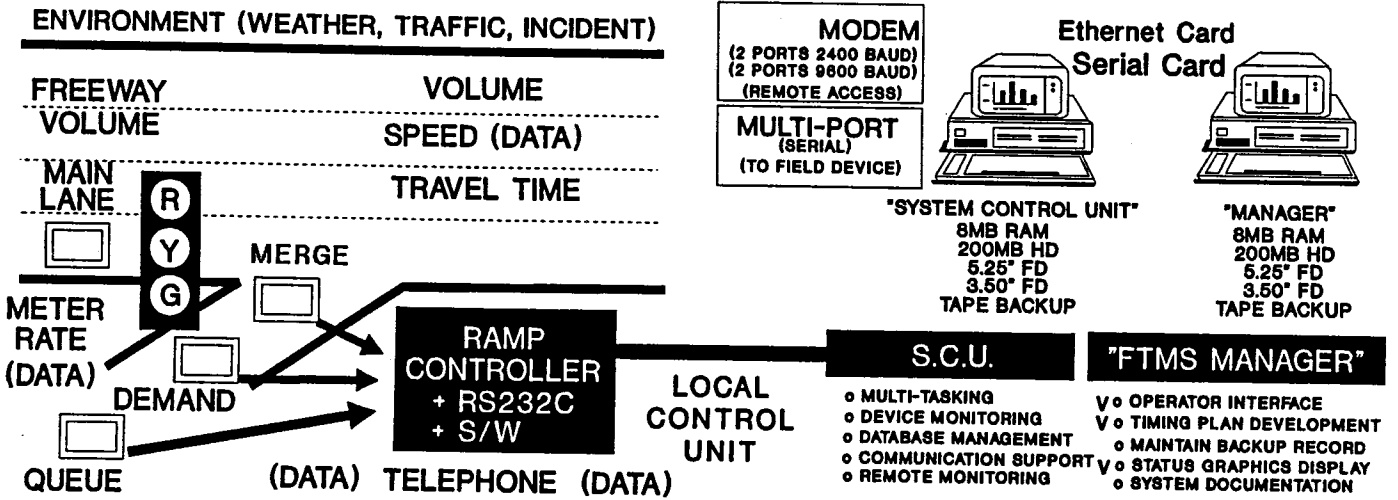 ENVIRONMENT (WEATHER, TRAFFIC, INCIDENT)
FREEWAY
VOLUME
VOLUME
SPEED (DATA)
MAIN
LANE
TRAVEL TIME
R
Y
G
MERGE
METER
RATE
(DATA)
DEMAND
QUEUE
RAMP
CONTROLLER
+ RS232C
+ S/W
(DATA) TELEPHONE (DATA)
LOCAL
CONTROL
UNIT
MODEM
(2 PORTS 2400 BAUD)
(2 PORTS 9600 BAUD)
(REMOTE ACCESS)
MULTI-PORT
(SERIAL)
(TO FIELD DEVICE)
Ethernet Card
Serial Card
"SYSTEM CONTROL UNIT"
8MB RAM
200MB HD
5.25" FD
3.50" FD
TAPE BACKUP
"MANAGER"
8MB RAM
200MB HD
5.25" FD
3.50" FD
TAPE BACKUP
S.C.U.
o MULTI-TASKING
o DEVICE MONITORING
o DATABASE MANAGEMENT
o COMMUNICATION SUPPORT
o REMOTE MONITORING
"FTMS MANAGER"
V o OPERATOR INTERFACE
V o TIMING PLAN DEVELOPMENT
o MAINTAIN BACKUP RECORD
V o STATUS GRAPHICS DISPLAY
o SYSTEM DOCUMENTATION